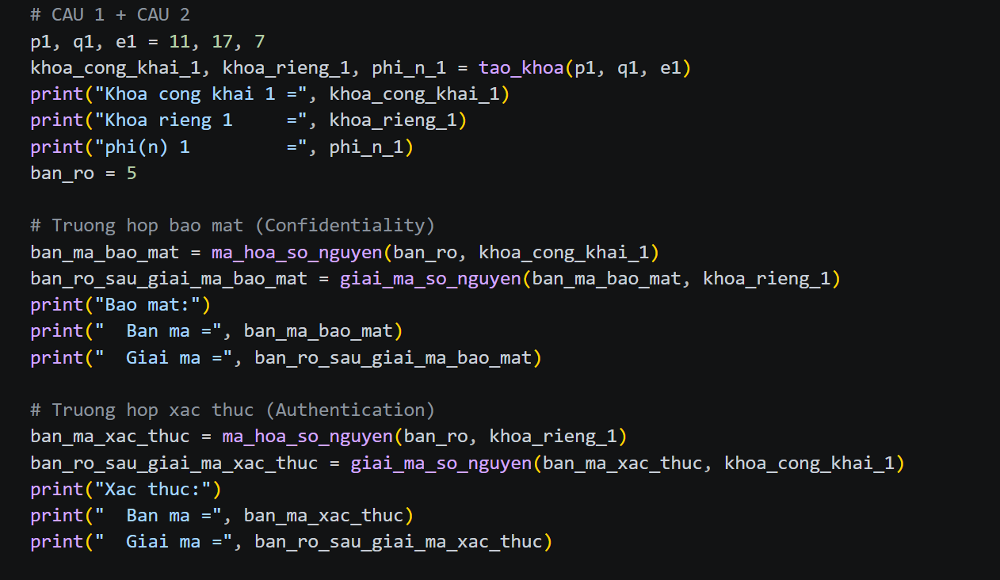 # CAU 1 + CAU 2
p1, q1, e1 = 11, 17, 7
khoa_cong_khai_1, khoa_rieng_1, phi_n_1 = tao_khoa(p1, q1, e1)
print("Khoa cong khai 1 =", khoa_cong_khai_1)
print("Khoa rieng 1     =", khoa_rieng_1)
print("phi(n) 1         =", phi_n_1)
ban_ro = 5

# Truong hop bao mat (Confidentiality)
ban_ma_bao_mat = ma_hoa_so_nguyen(ban_ro, khoa_cong_khai_1)
ban_ro_sau_giai_ma_bao_mat = giai_ma_so_nguyen(ban_ma_bao_mat, khoa_rieng_1)
print("Bao mat:")
print("  Ban ma =", ban_ma_bao_mat)
print("  Giai ma =", ban_ro_sau_giai_ma_bao_mat)

# Truong hop xac thuc (Authentication)
ban_ma_xac_thuc = ma_hoa_so_nguyen(ban_ro, khoa_rieng_1)
ban_ro_sau_giai_ma_xac_thuc = giai_ma_so_nguyen(ban_ma_xac_thuc, khoa_cong_khai_1)
print("Xac thuc:")
print("  Ban ma =", ban_ma_xac_thuc)
print("  Giai ma =", ban_ro_sau_giai_ma_xac_thuc)